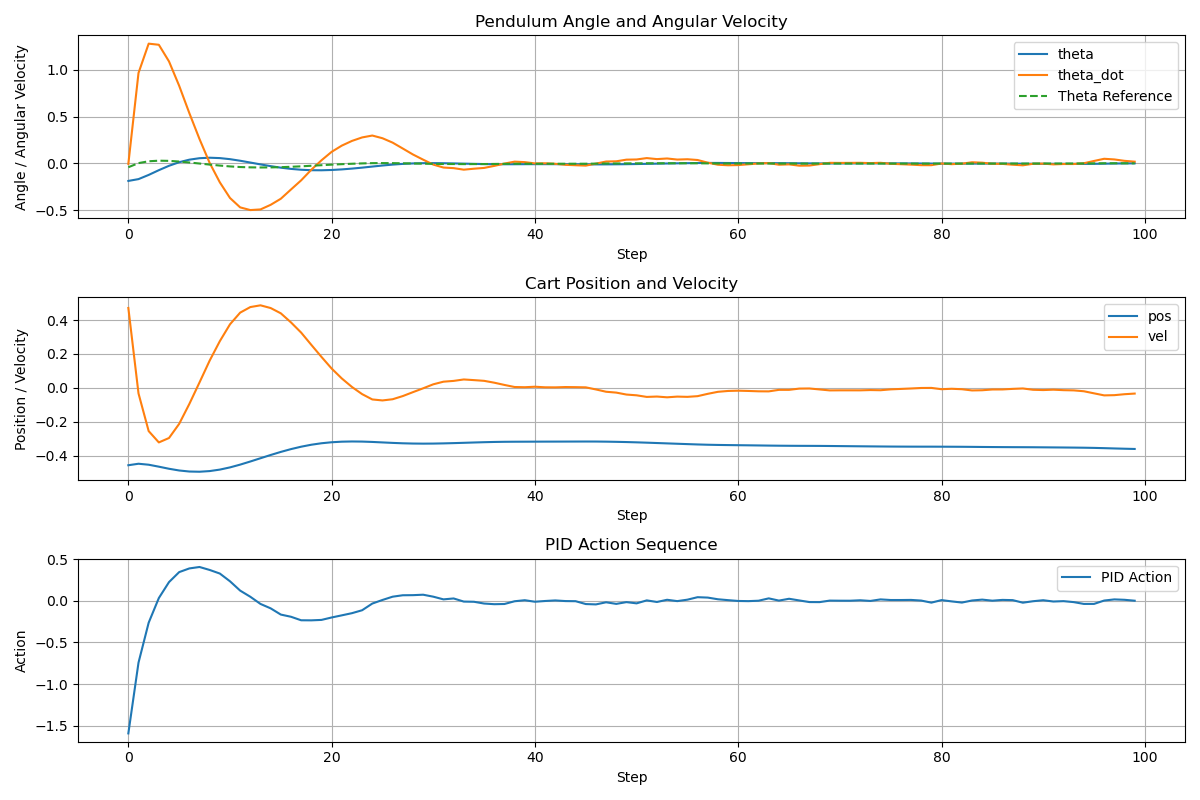 Pendulum Angle and Angular Velocity
Angle / Angular Velocity
1.0
0.5
0.0
−0.5
theta
theta_dot
Theta Reference
0 20 40 60 80 100
Step
Cart Position and Velocity
Position / Velocity
0.4
0.2
0.0
−0.2
−0.4
pos
vel
0 20 40 60 80 100
Step
PID Action Sequence
Action
0.5
0.0
−0.5
−1.0
−1.5
PID Action
0 20 40 60 80 100
Step